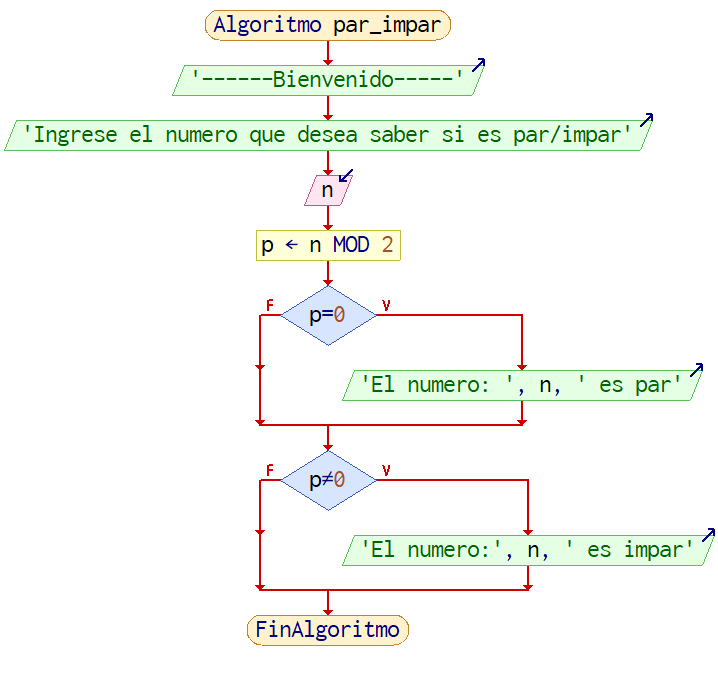 Algoritmo par_impar
'------Bienvenido-----'
'Ingrese el numero que desea saber si es par/impar'
n
p ← n MOD 2
F V
p=0
'El numero: ', n, ' es par'
F V
p≠0
'El numero:', n, ' es impar'
FinAlgoritmo